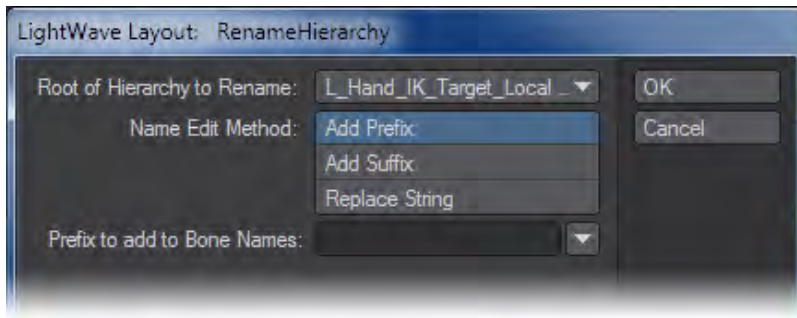 LightWave Layout: RenameHierarchy
Root of Hierarchy to Rename: L_Hand_IK_Target_Local ... OK
Name Edit Method: Add Prefix Cancel
Add Suffix
Replace String
Prefix to add to Bone Names: